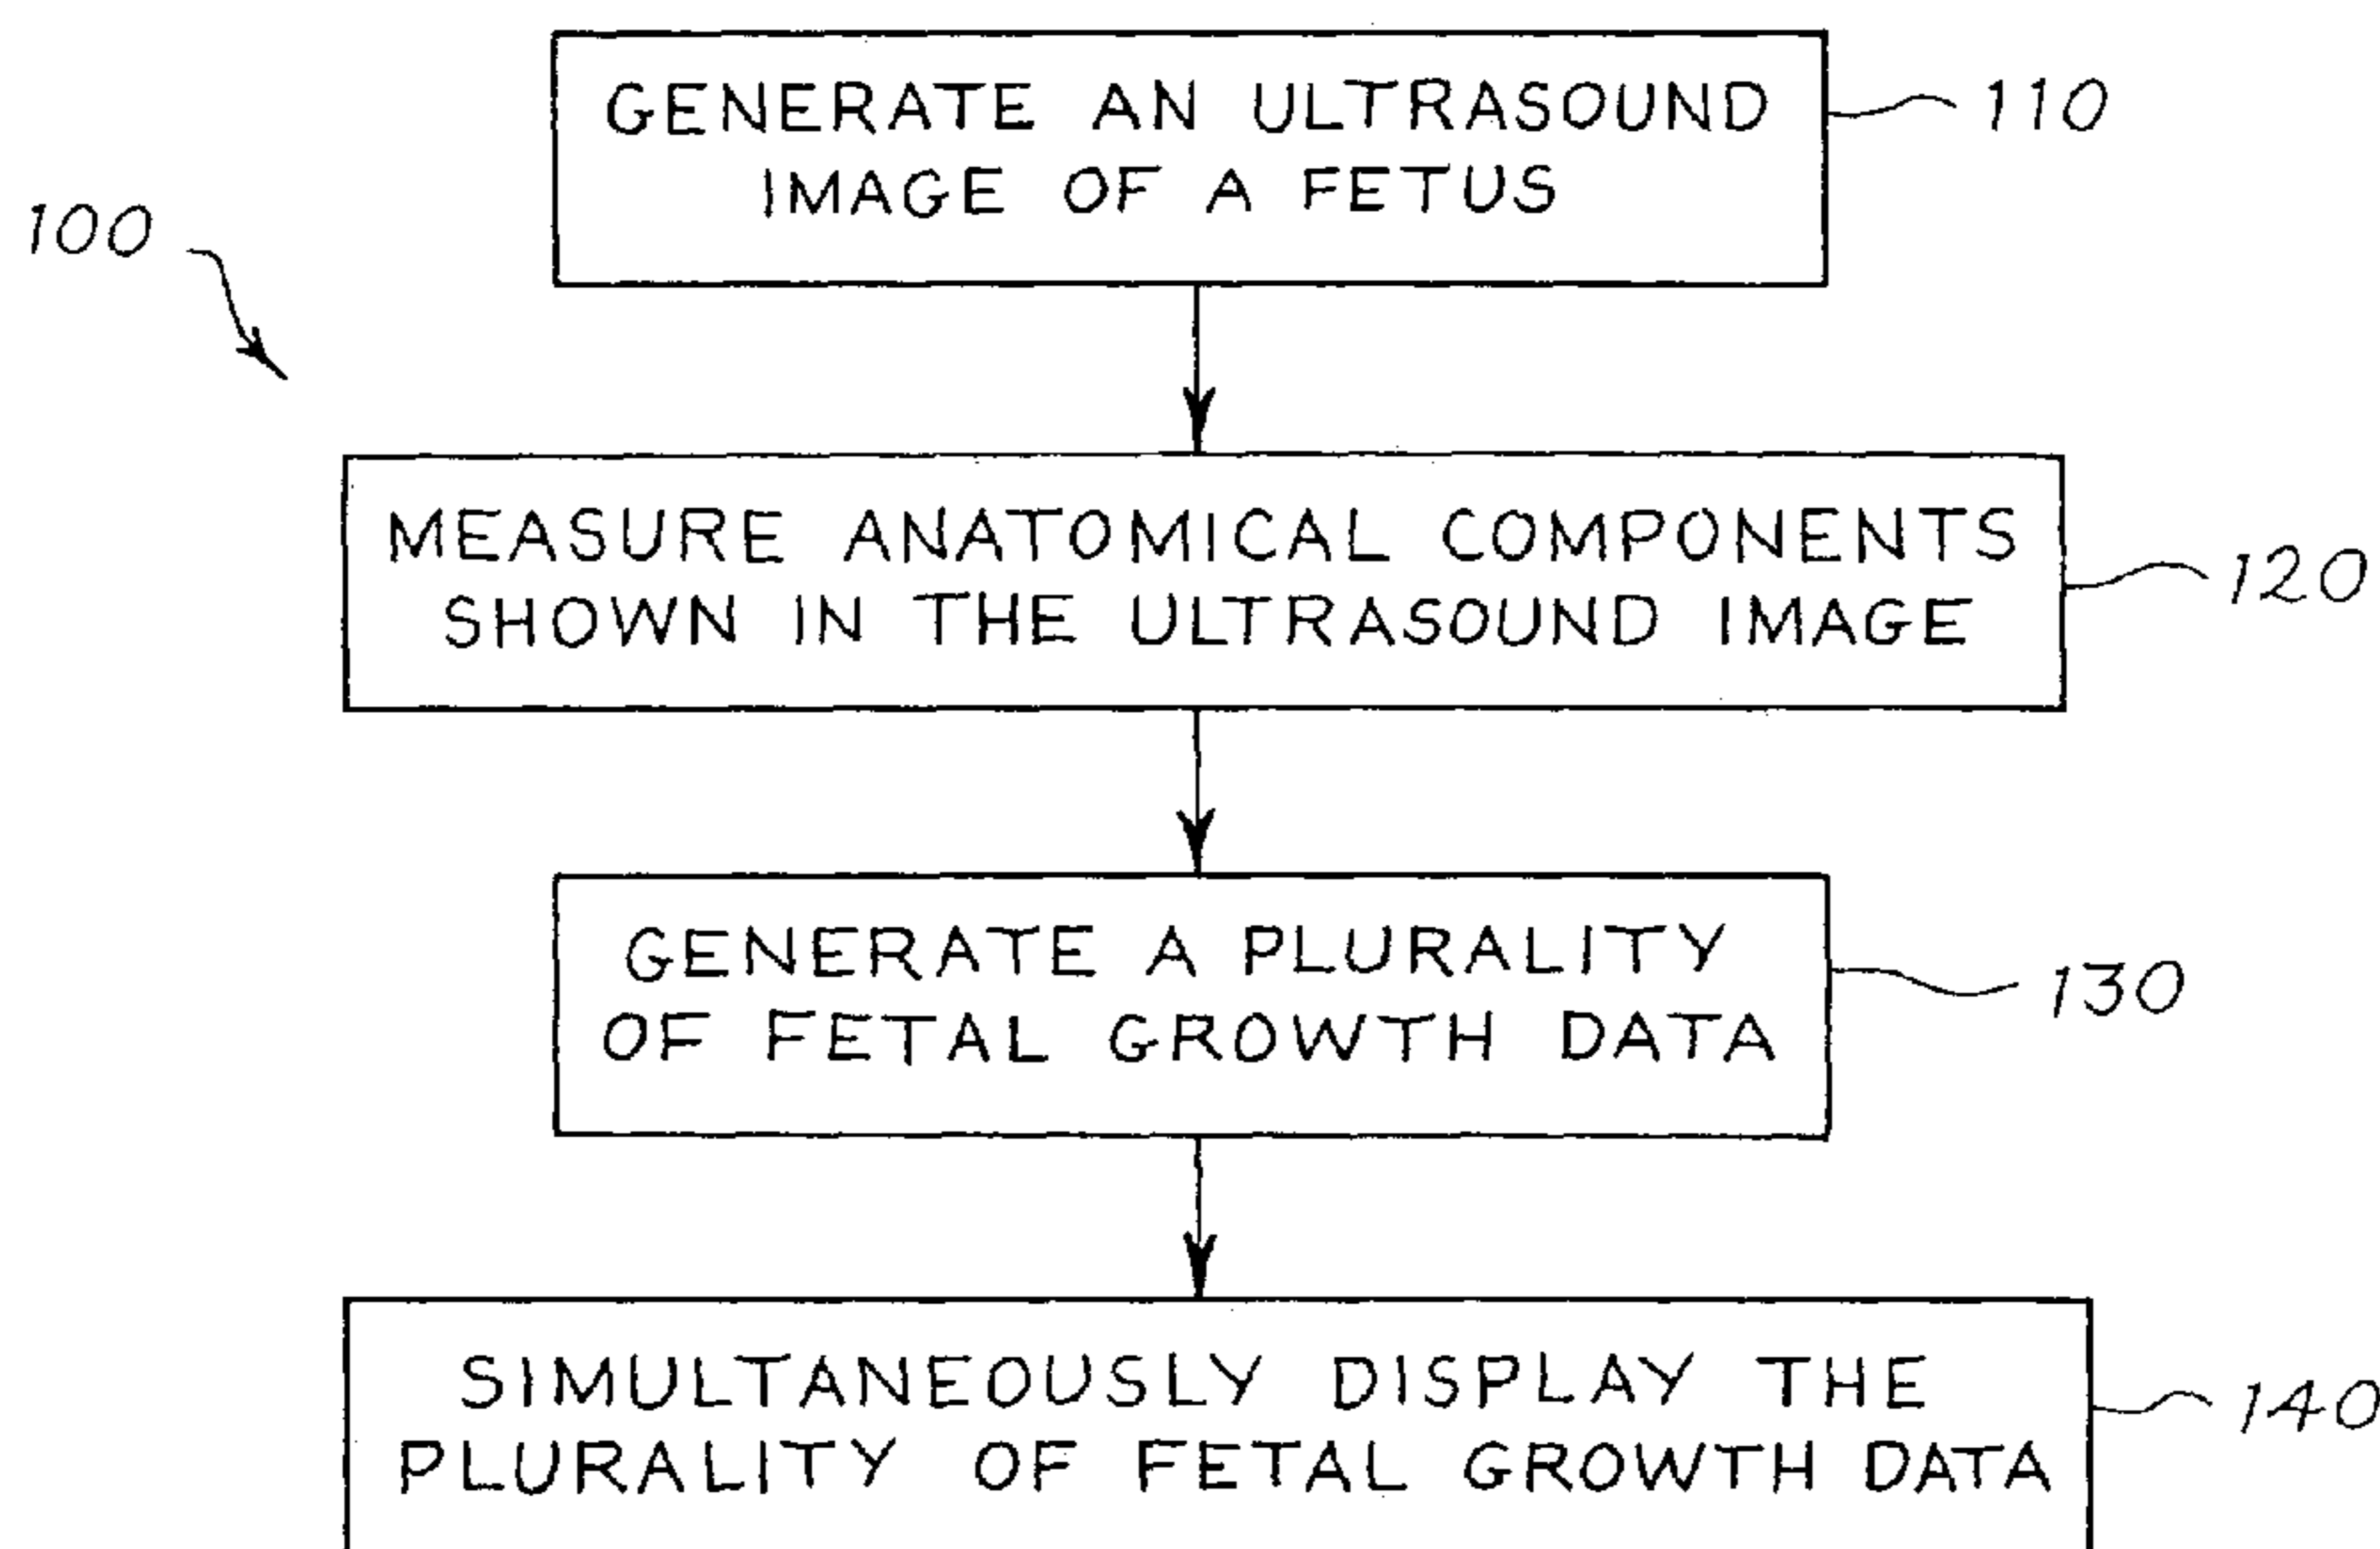 GENERATE AN ULTRASOUND
IMAGE OF A FETUS
110
100
MEASURE ANATOMICAL COMPONENTS
SHOWN IN THE ULTRASOUND IMAGE
120
GENERATE A PLURALITY
OF FETAL GROWTH DATA
130
SIMULTANEOUSLY DISPLAY THE
PLURALITY OF FETAL GROWTH DATA
140